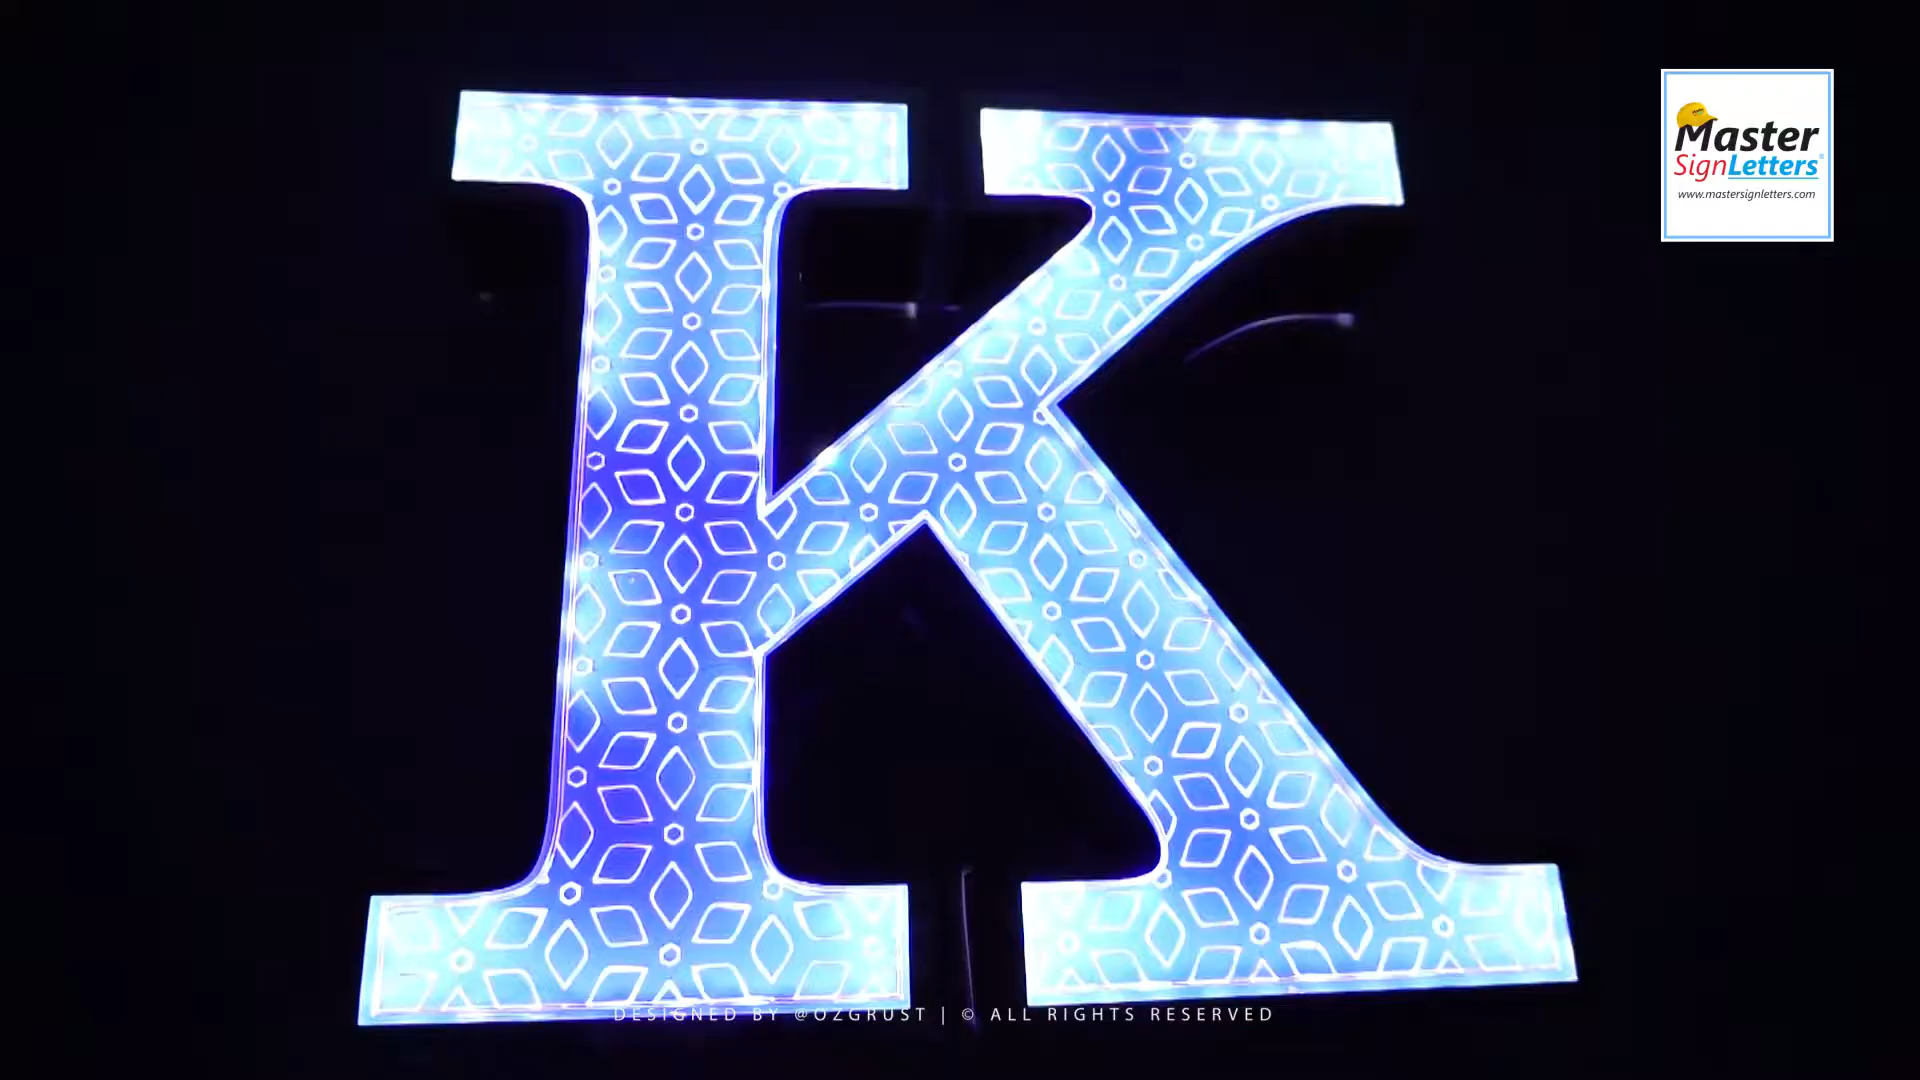 K
Master
SignLetters®
www.mastersignletters.com
DESIGNED BY @OZGRUST | © ALL RIGHTS RESERVED